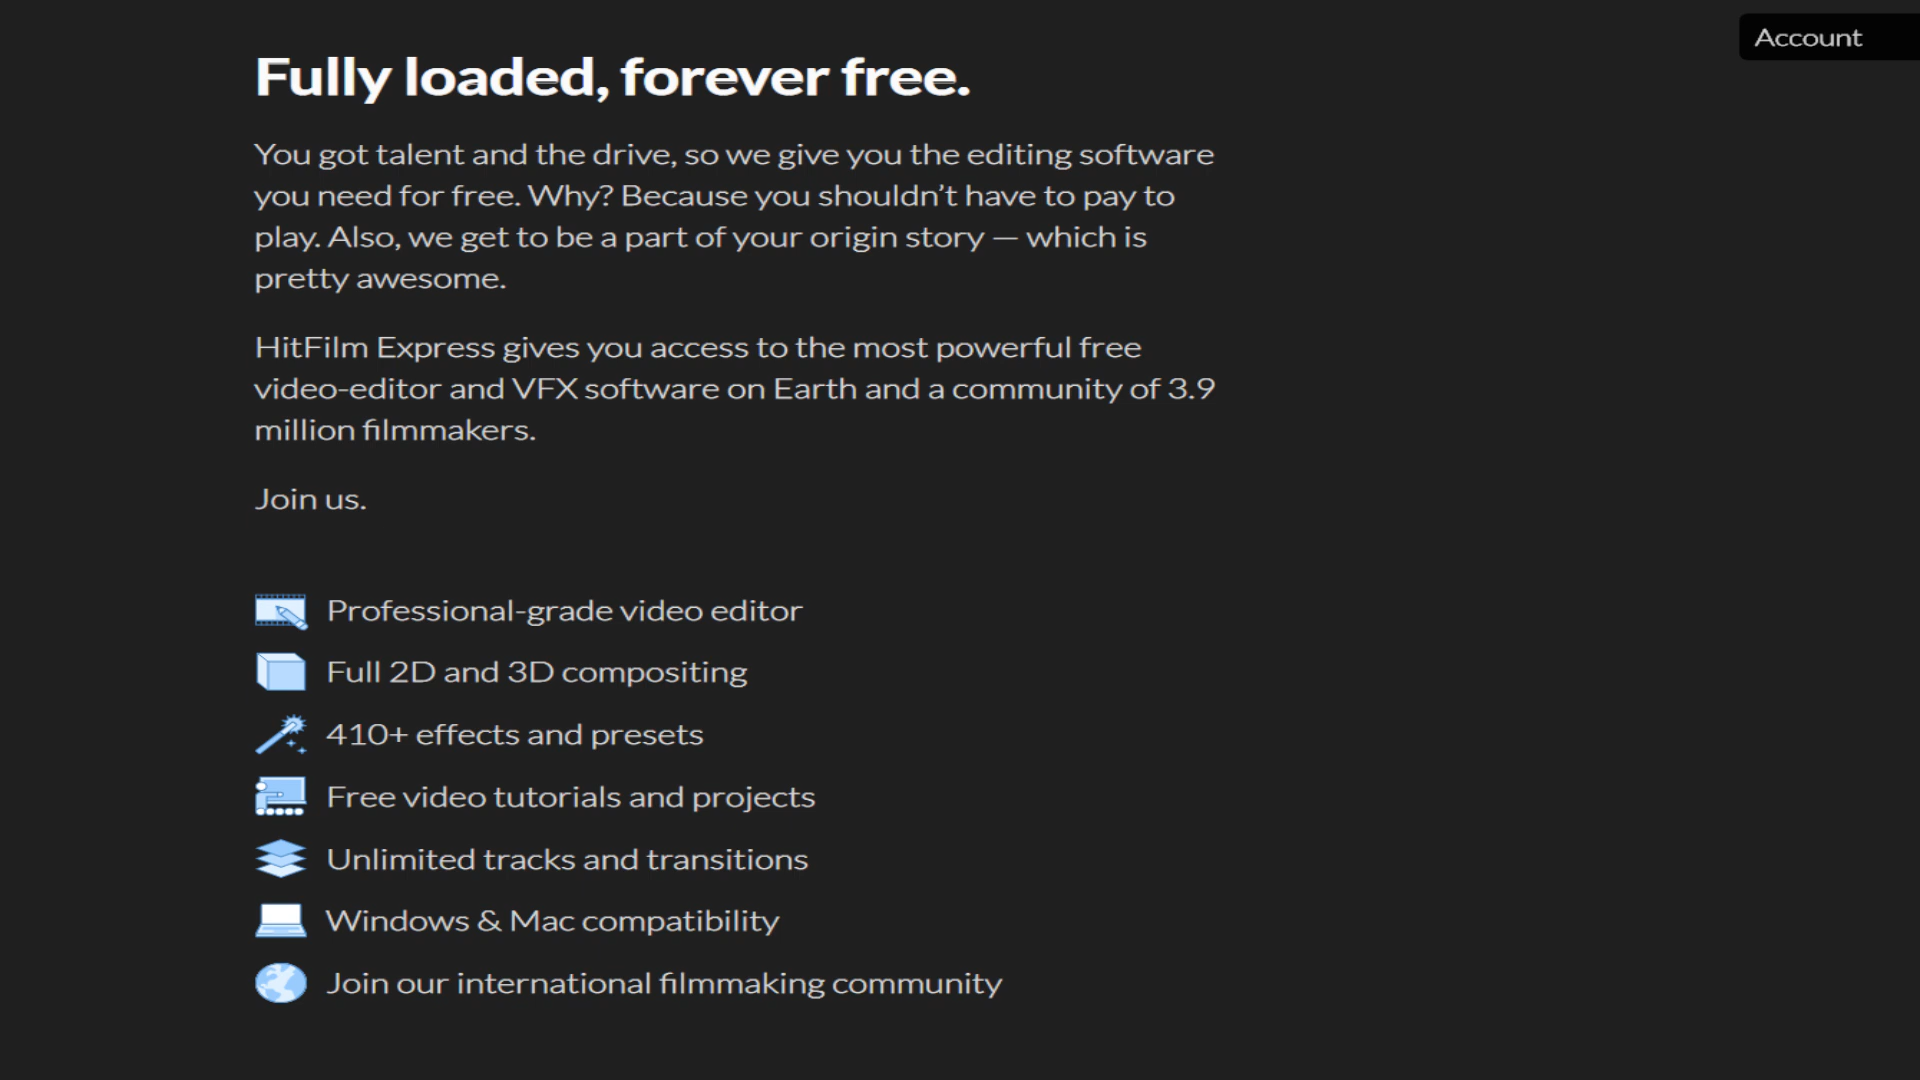 Account
Fully loaded, forever free.
You got talent and the drive, so we give you the editing software
you need for free. Why? Because you shouldn’t have to pay to
play. Also, we get to be a part of your origin story — which is
pretty awesome.
HitFilm Express gives you access to the most powerful free
video-editor and VFX software on Earth and a community of 3.9
million filmmakers.
Join us.
Professional-grade video editor
Full 2D and 3D compositing
410+ effects and presets
Free video tutorials and projects
Unlimited tracks and transitions
Windows & Mac compatibility
Join our international filmmaking community